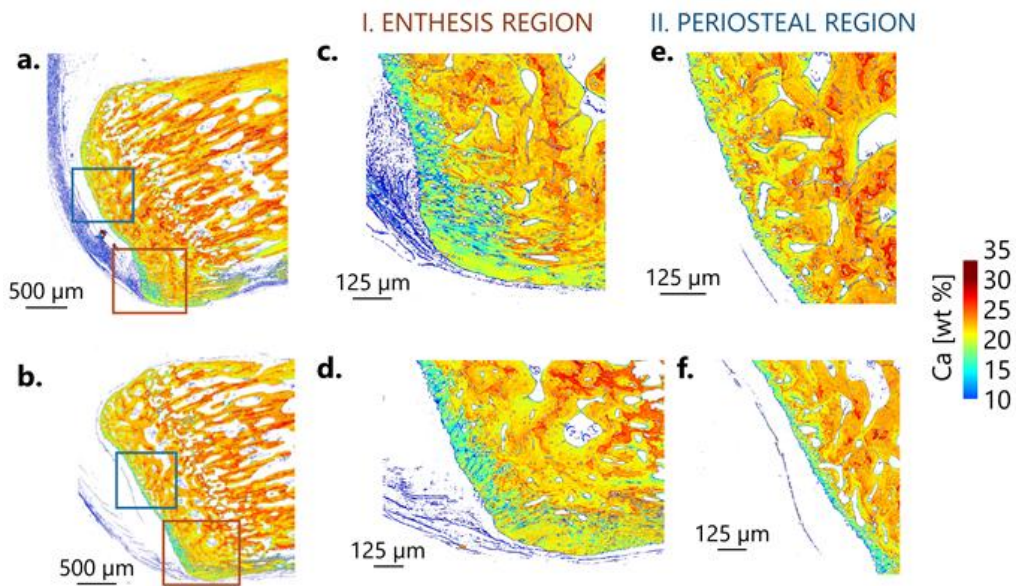 I. ENTHESIS REGION
II. PERIOSTEAL REGION
a.
c.
e.
500 µm
125 µm
125 µm
Ca [wt %]
35
30
25
20
15
10
b.
d.
f.
500 µm
125 µm
125 µm